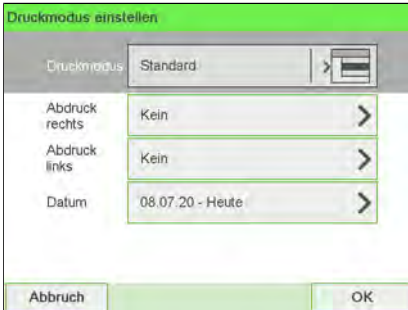 Druckmodus einstellen
Druckmodus Standard
Abdruck rechts Kein
Abdruck links Kein
Datum 08.07.20 - Heute
Abbruch OK